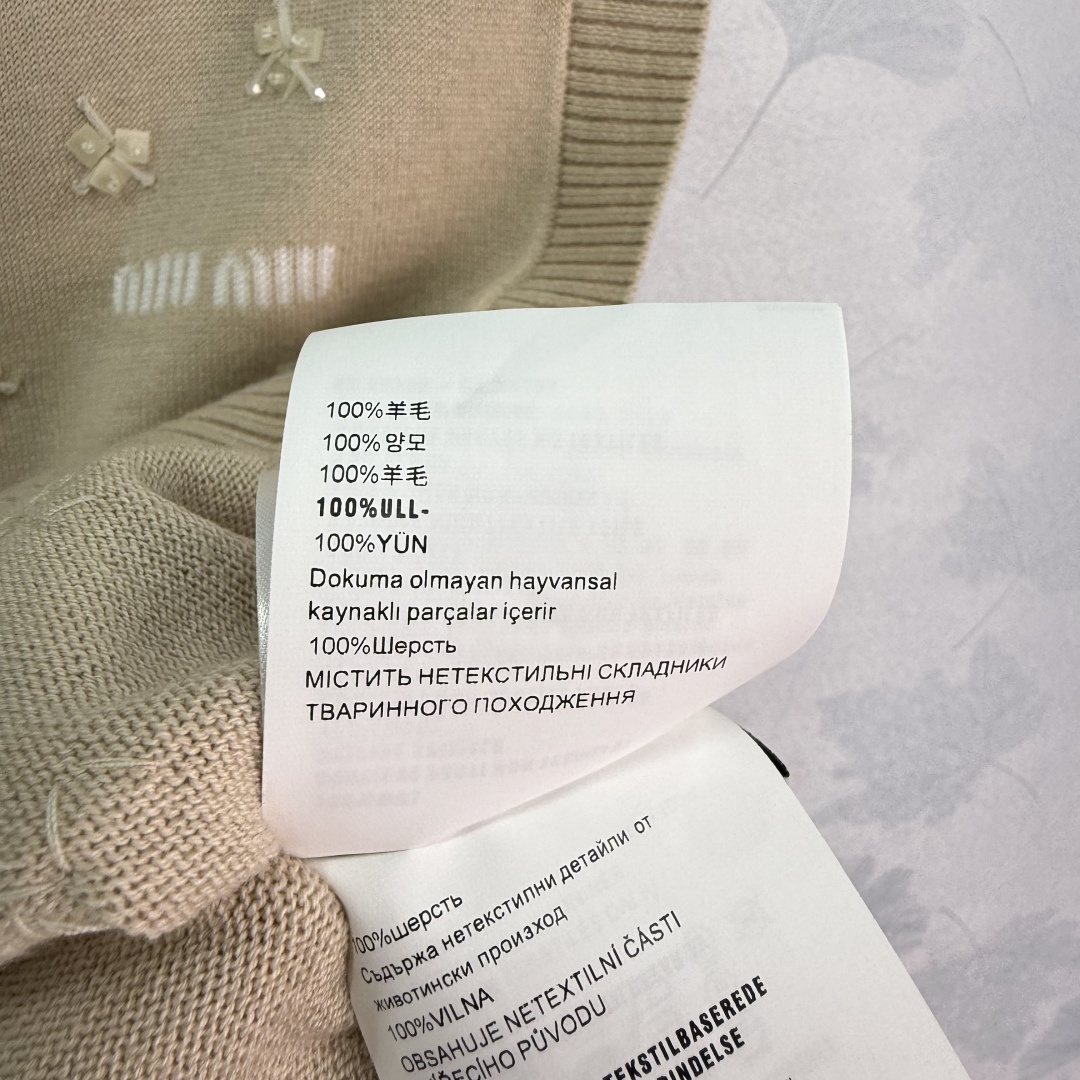 100%羊毛
100%양모
100%羊毛
100%ULL-
100%YÜN
Dokuma olmayan hayvansal
kaynaklı parçalar içerir
100%Шерсть
МІСТИТЬ НЕТЕКСТИЛЬНІ СКЛАДНИКИ
ТВАРИННОГО ПОХОДЖЕННЯ
100%шерсть
Съдържа нетекстилни детайли от
животински произход
100%VILNA
OBSAHUJE NETEXTILNÍ ČÁSTI
PŮVODU